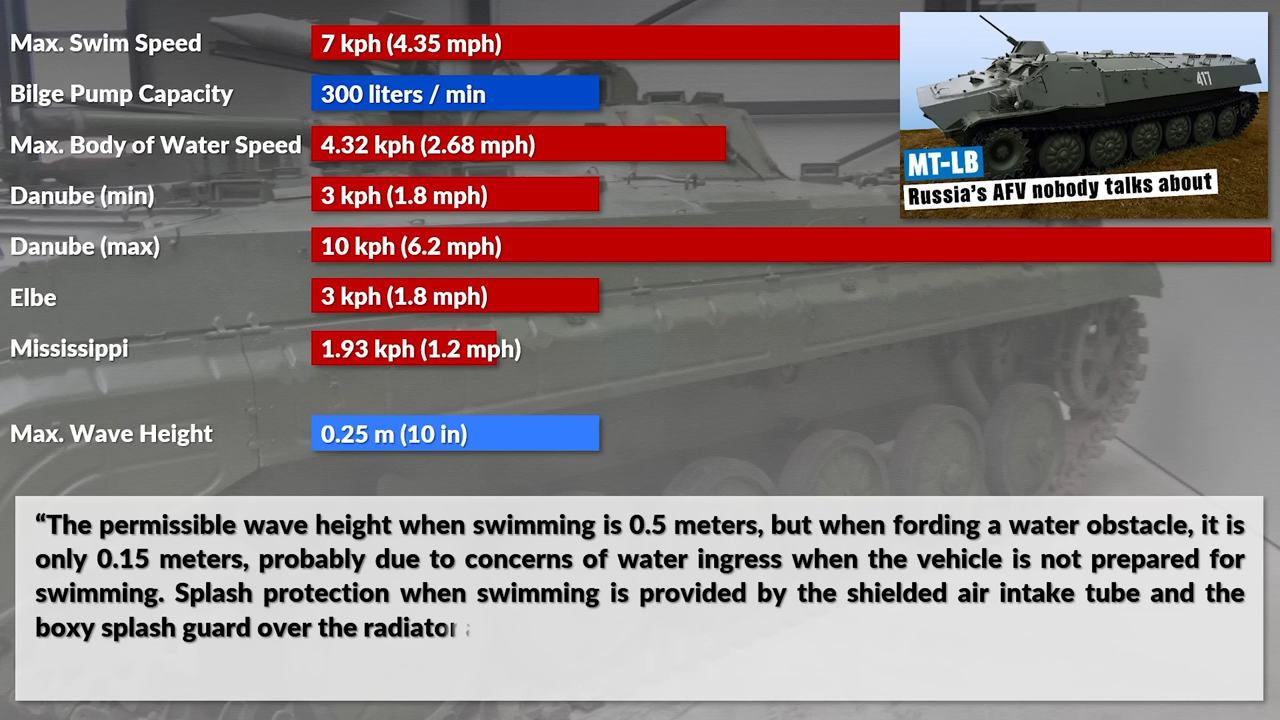 Max. Swim Speed 7 kph (4.35 mph)
Bilge Pump Capacity 300 liters / min
Max. Body of Water Speed 4.32 kph (2.68 mph)
Danube (min) 3 kph (1.8 mph)
Danube (max) 10 kph (6.2 mph)
Elbe 3 kph (1.8 mph)
Mississippi 1.93 kph (1.2 mph)
Max. Wave Height 0.25 m (10 in)
477
MT-LB
Russia's AFV nobody talks about
“The permissible wave height when swimming is 0.5 meters, but when fording a water obstacle, it is
only 0.15 meters, probably due to concerns of water ingress when the vehicle is not prepared for
swimming. Splash protection when swimming is provided by the shielded air intake tube and the
boxy splash guard over the radiator